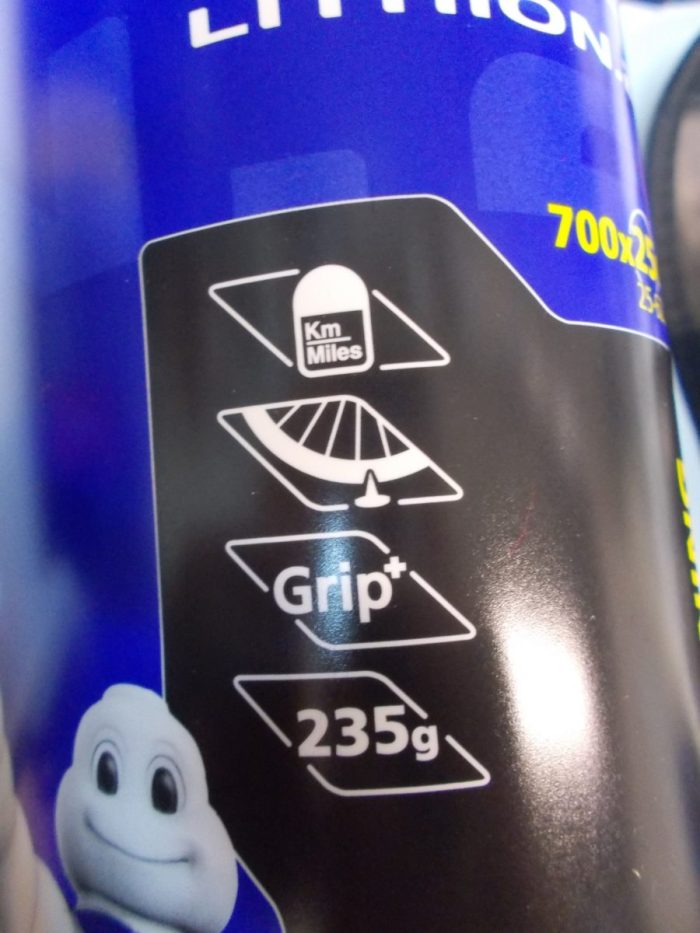 LITHION
700x25
Km
Miles
Grip+
235g